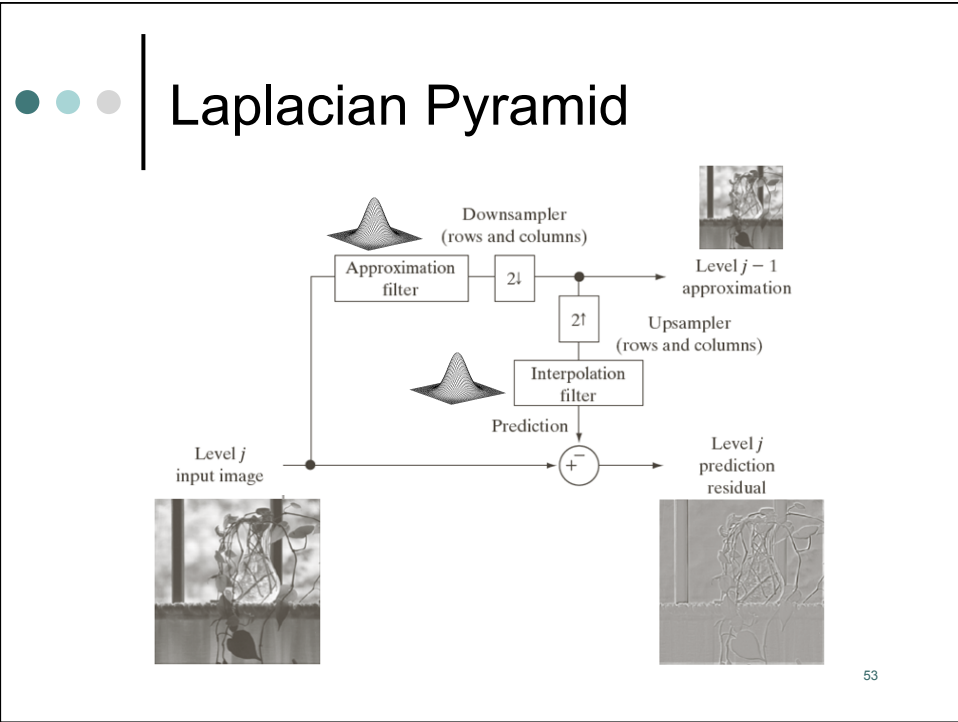 Laplacian Pyramid
Downsampler
(rows and columns)
Approximation
filter
2↓
Level j − 1
approximation
2↑
Upsampler
(rows and columns)
Interpolation
filter
Prediction
Level j
input image
+
−
Level j
prediction
residual
53